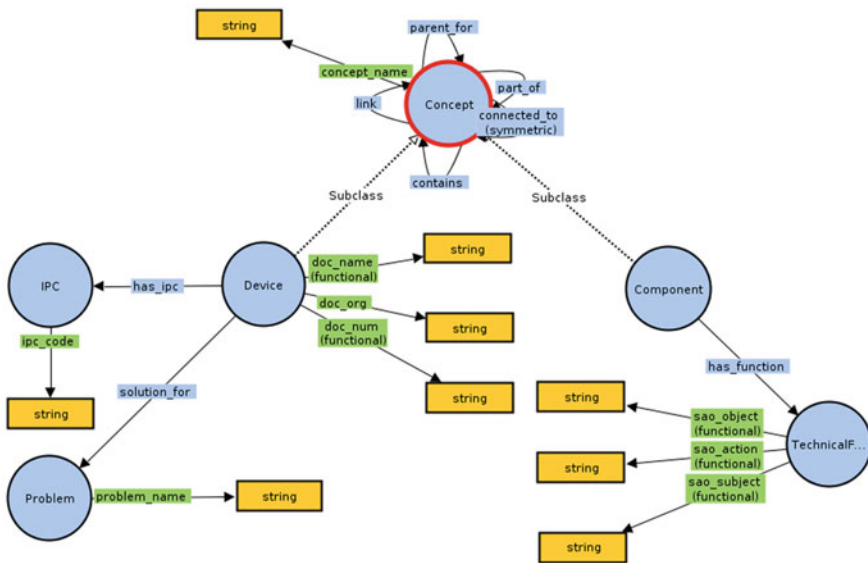 string
parent_for
concept_name
part_of
link
Concept
connected_to
(symmetric)
contains
Subclass
Subclass
doc_name
(functional)
string
IPC
has_ipc
Device
doc_org
string
Component
ipc_code
doc_num
(functional)
has_function
solution_for
string
string
string
sao_object
(functional)
TechnicalF...
sao_action
(functional)
string
sao_subject
(functional)
Problem
problem_name
string
string